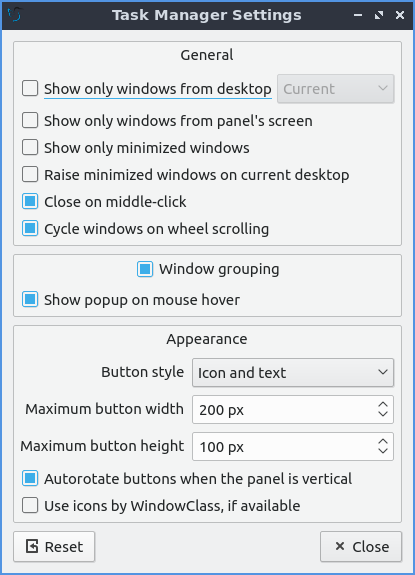 Task Manager Settings
General
Show only windows from desktop Current
Show only windows from panel's screen
Show only minimized windows
Raise minimized windows on current desktop
Close on middle-click
Cycle windows on wheel scrolling
Window grouping
Show popup on mouse hover
Appearance
Button style Icon and text
Maximum button width 200 px
Maximum button height 100 px
Autorotate buttons when the panel is vertical
Use icons by WindowClass, if available
Reset Close